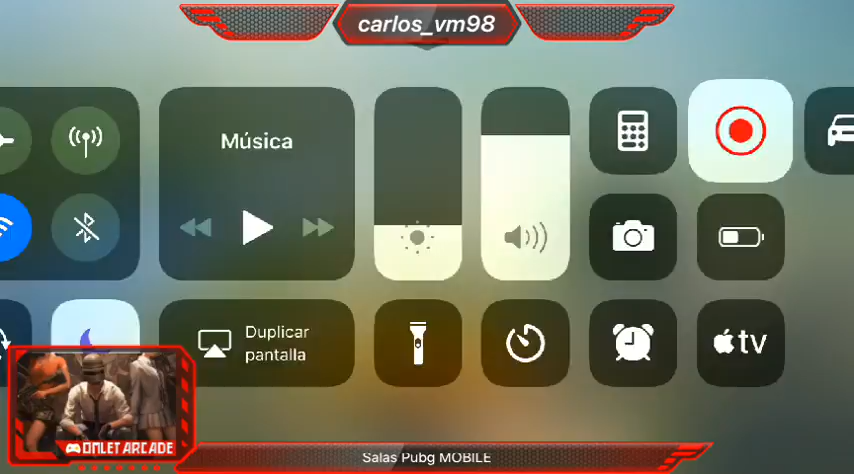 carlos_vm98
Música
Duplicar
pantalla
tv
OMLET ARCADE
Salas Pubg MOBILE